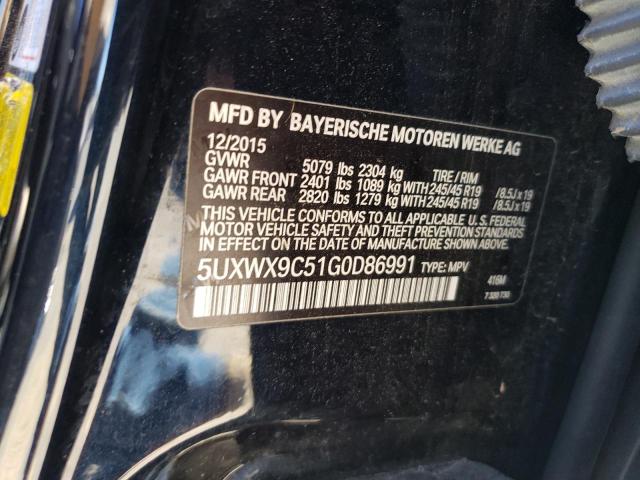 MFD BY BAYERISCHE MOTOREN WERKE AG
12/2015
GVWR 5079 lbs 2304 kg TIRE / RIM
GAWR FRONT 2401 lbs 1089 kg WITH 245/45 R19 / 8.5J x 19
GAWR REAR 2820 lbs 1279 kg WITH 245/45 R19 / 8.5J x 19
THIS VEHICLE CONFORMS TO ALL APPLICABLE U. S. FEDERAL
MOTOR VEHICLE SAFETY AND THEFT PREVENTION STANDARDS
IN EFFECT ON THE DATE OF MANUFACTURE SHOWN ABOVE.
5UXWX9C51G0D86991 TYPE: MPV
416M
7 320 730